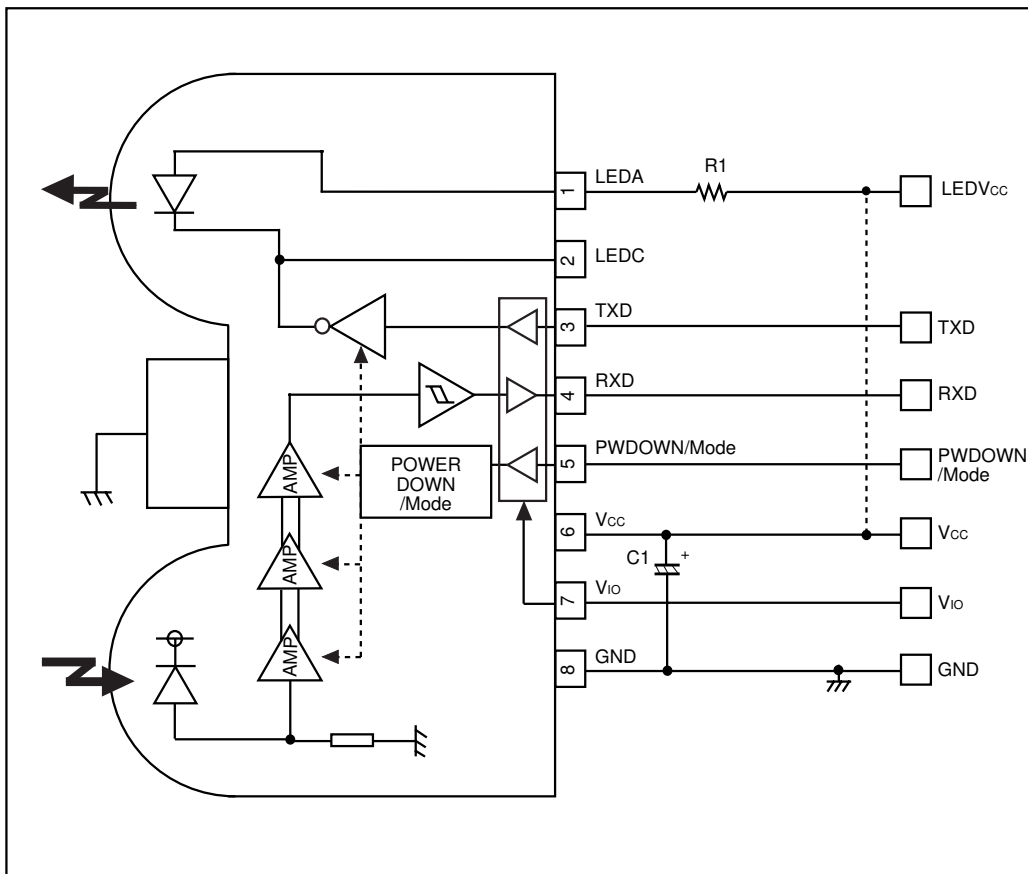 R1
1 LEDA
LEDVcc
2 LEDC
3 TXD
TXD
4 RXD
RXD
AMP
POWER
DOWN
/Mode
5 PWDOWN/Mode
PWDOWN
/Mode
AMP
6 Vcc
C1 +
Vcc
7 VIO
VIO
AMP
8 GND
GND